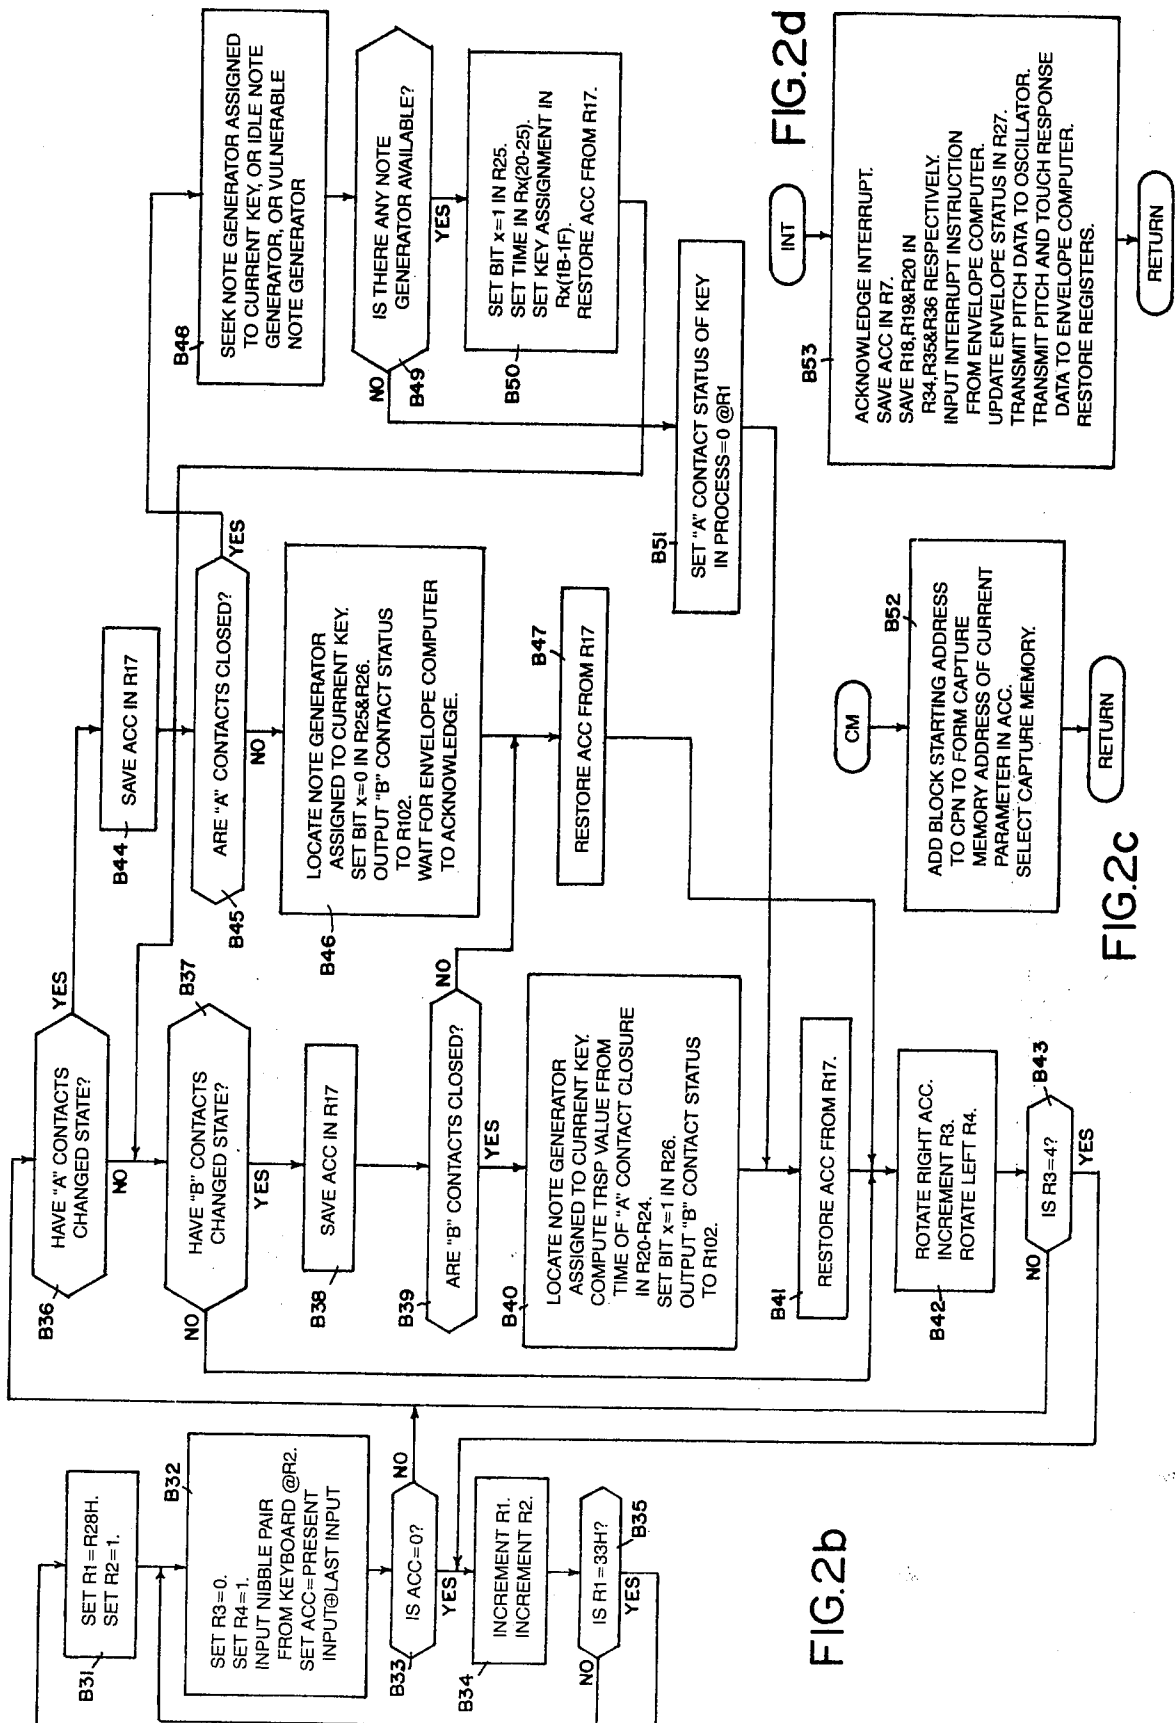 B31
SET R1=R28H.
SET R2=1.
B32
SET R3=0.
SET R4=1.
INPUT NIBBLE PAIR
FROM KEYBOARD @R2.
SET ACC=PRESENT
INPUT⊕LAST INPUT
B33
IS ACC=0?
NO
YES
B34
INCREMENT R1.
INCREMENT R2.
B35
IS R1=33H?
NO
YES
FIG.2b
B36
HAVE "A" CONTACTS
CHANGED STATE?
YES
NO
B37
HAVE "B" CONTACTS
CHANGED STATE?
NO
YES
B38
SAVE ACC IN R17
B39
ARE "B" CONTACTS CLOSED?
NO
YES
B40
LOCATE NOTE GENERATOR
ASSIGNED TO CURRENT KEY.
COMPUTE TRSP VALUE FROM
TIME OF "A" CONTACT CLOSURE
IN R20-R24.
SET BIT x=1 IN R26.
OUTPUT "B" CONTACT STATUS
TO R102.
B41
RESTORE ACC FROM R17.
B42
ROTATE RIGHT ACC.
INCREMENT R3.
ROTATE LEFT R4.
B43
IS R3=4?
NO
YES
B44
SAVE ACC IN R17
B45
ARE "A" CONTACTS CLOSED?
YES
NO
B46
LOCATE NOTE GENERATOR
ASSIGNED TO CURRENT KEY.
SET BIT x=0 IN R25&R26.
OUTPUT "B" CONTACT STATUS
TO R102.
WAIT FOR ENVELOPE COMPUTER
TO ACKNOWLEDGE.
B47
RESTORE ACC FROM R17
B48
SEEK NOTE GENERATOR ASSIGNED
TO CURRENT KEY, OR IDLE NOTE
GENERATOR, OR VULNERABLE
NOTE GENERATOR
B49
IS THERE ANY NOTE
GENERATOR AVAILABLE?
NO
YES
B50
SET BIT x=1 IN R25.
SET TIME IN Rx(20-25).
SET KEY ASSIGNMENT IN
Rx(1B-1F).
RESTORE ACC FROM R17.
B51
SET "A" CONTACT STATUS OF KEY
IN PROCESS=0 @R1
CM
B52
ADD BLOCK STARTING ADDRESS
TO CPN TO FORM CAPTURE
MEMORY ADDRESS OF CURRENT
PARAMETER IN ACC.
SELECT CAPTURE MEMORY.
RETURN
FIG.2c
INT
FIG.2d
B53
ACKNOWLEDGE INTERRUPT.
SAVE ACC IN R7.
SAVE R18,R19&R20 IN
R34,R35&R36 RESPECTIVELY.
INPUT INTERRUPT INSTRUCTION
FROM ENVELOPE COMPUTER.
UPDATE ENVELOPE STATUS IN R27.
TRANSMIT PITCH DATA TO OSCILLATOR.
TRANSMIT PITCH AND TOUCH RESPONSE
DATA TO ENVELOPE COMPUTER.
RESTORE REGISTERS.
RETURN